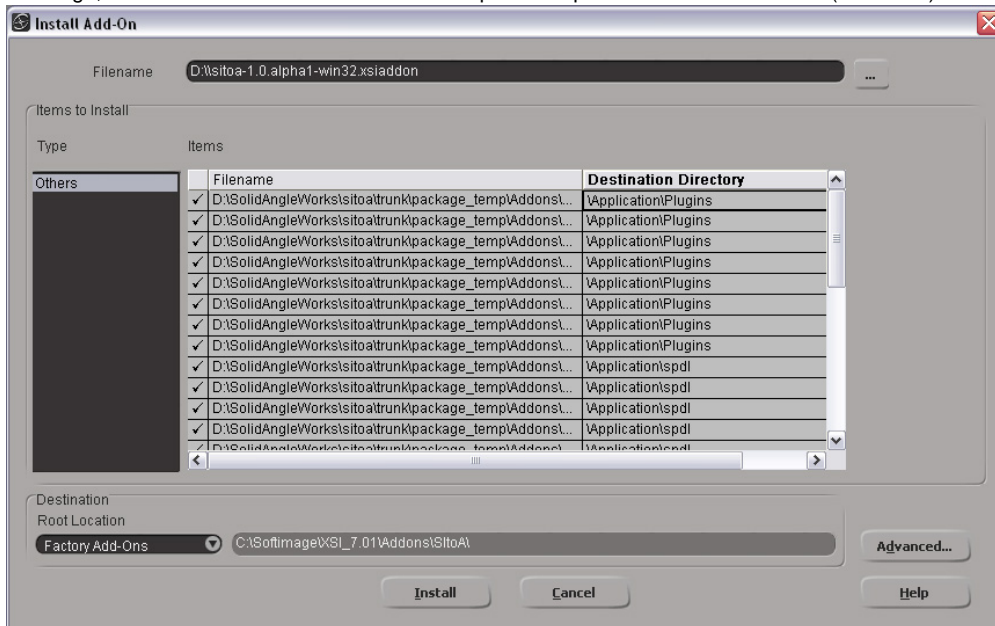 Install Add-On
Filename D:\\sitoa-1.0.alpha1-win32.xsiaddon ...
Items to Install
Type Items
Others
Filename Destination Directory
✓ D:\SolidAngleWorks\sitoa\trunk\package_temp\Addons\... \Application\Plugins
✓ D:\SolidAngleWorks\sitoa\trunk\package_temp\Addons\... \Application\Plugins
✓ D:\SolidAngleWorks\sitoa\trunk\package_temp\Addons\... \Application\Plugins
✓ D:\SolidAngleWorks\sitoa\trunk\package_temp\Addons\... \Application\Plugins
✓ D:\SolidAngleWorks\sitoa\trunk\package_temp\Addons\... \Application\Plugins
✓ D:\SolidAngleWorks\sitoa\trunk\package_temp\Addons\... \Application\Plugins
✓ D:\SolidAngleWorks\sitoa\trunk\package_temp\Addons\... \Application\Plugins
✓ D:\SolidAngleWorks\sitoa\trunk\package_temp\Addons\... \Application\Plugins
✓ D:\SolidAngleWorks\sitoa\trunk\package_temp\Addons\... \Application\spdl
✓ D:\SolidAngleWorks\sitoa\trunk\package_temp\Addons\... \Application\spdl
✓ D:\SolidAngleWorks\sitoa\trunk\package_temp\Addons\... \Application\spdl
✓ D:\SolidAngleWorks\sitoa\trunk\package_temp\Addons\... \Application\spdl
✓ D:\SolidAngleWorks\sitoa\trunk\package_temp\Addons\... \Application\spdl
Destination
Root Location
Factory Add-Ons C:\Softimage\XSI_7.01\Addons\SItoA\
Advanced...
Install Cancel Help